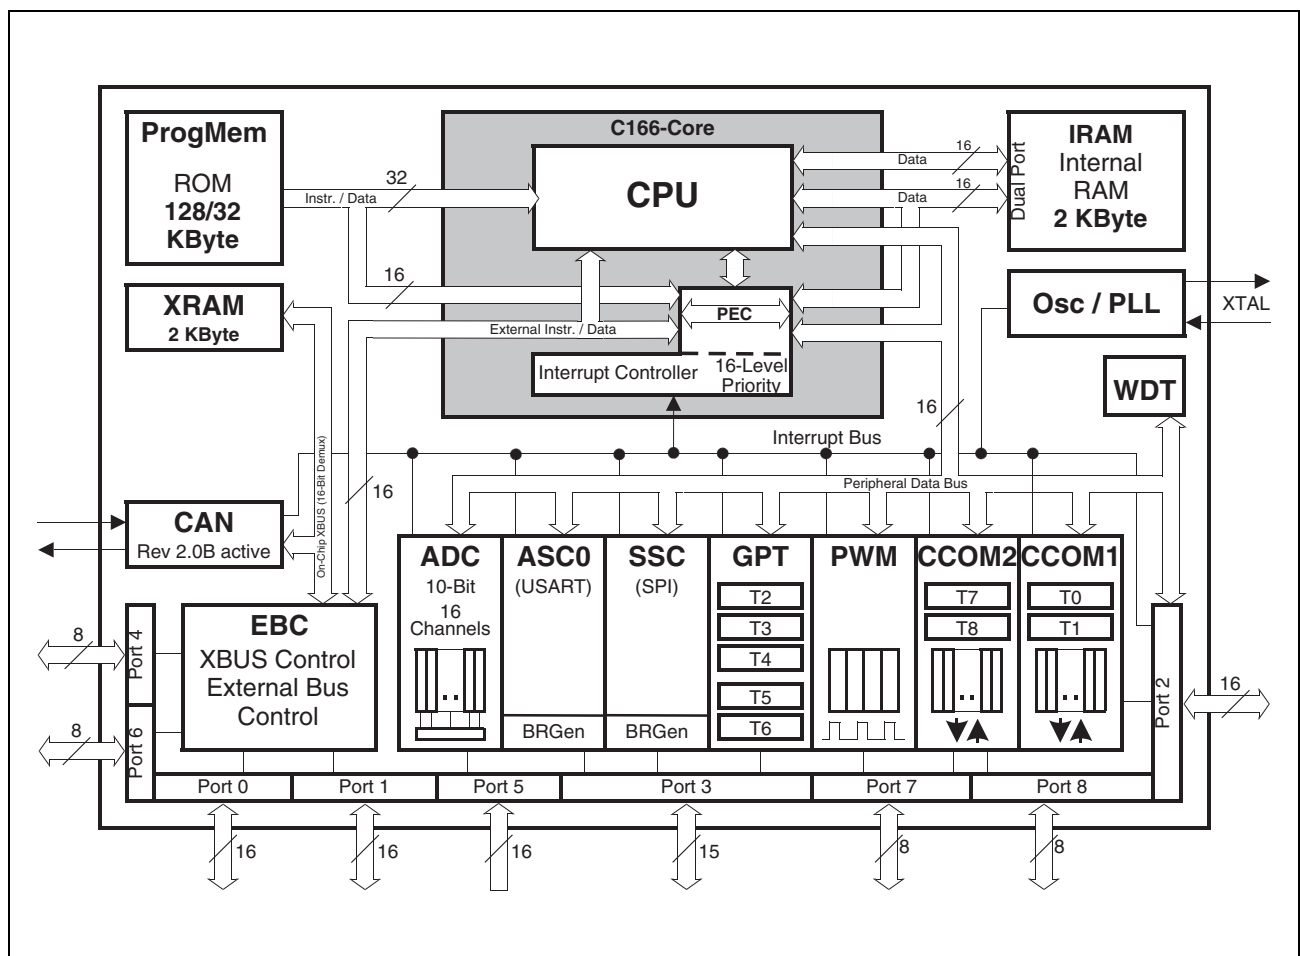 C166-Core
ProgMem
ROM
128/32
KByte
32
Instr. / Data
CPU
16
Data
16
Data
Dual Port
IRAM
Internal
RAM
2 KByte
XRAM
2 KByte
16
External Instr. / Data
PEC
Interrupt Controller
16-Level
Priority
Osc / PLL
XTAL
WDT
16
Interrupt Bus
Peripheral Data Bus
On-Chip XBUS (16-Bit Demux)
16
CAN
Rev 2.0B active
EBC
XBUS Control
External Bus
Control
ADC
10-Bit
16
Channels
ASC0
(USART)
BRGen
SSC
(SPI)
BRGen
GPT
T2
T3
T4
T5
T6
PWM
CCOM2
T7
T8
CCOM1
T0
T1
8
Port 4
8
Port 6
Port 2
16
Port 0
Port 1
Port 5
Port 3
Port 7
Port 8
16
16
16
15
8
8